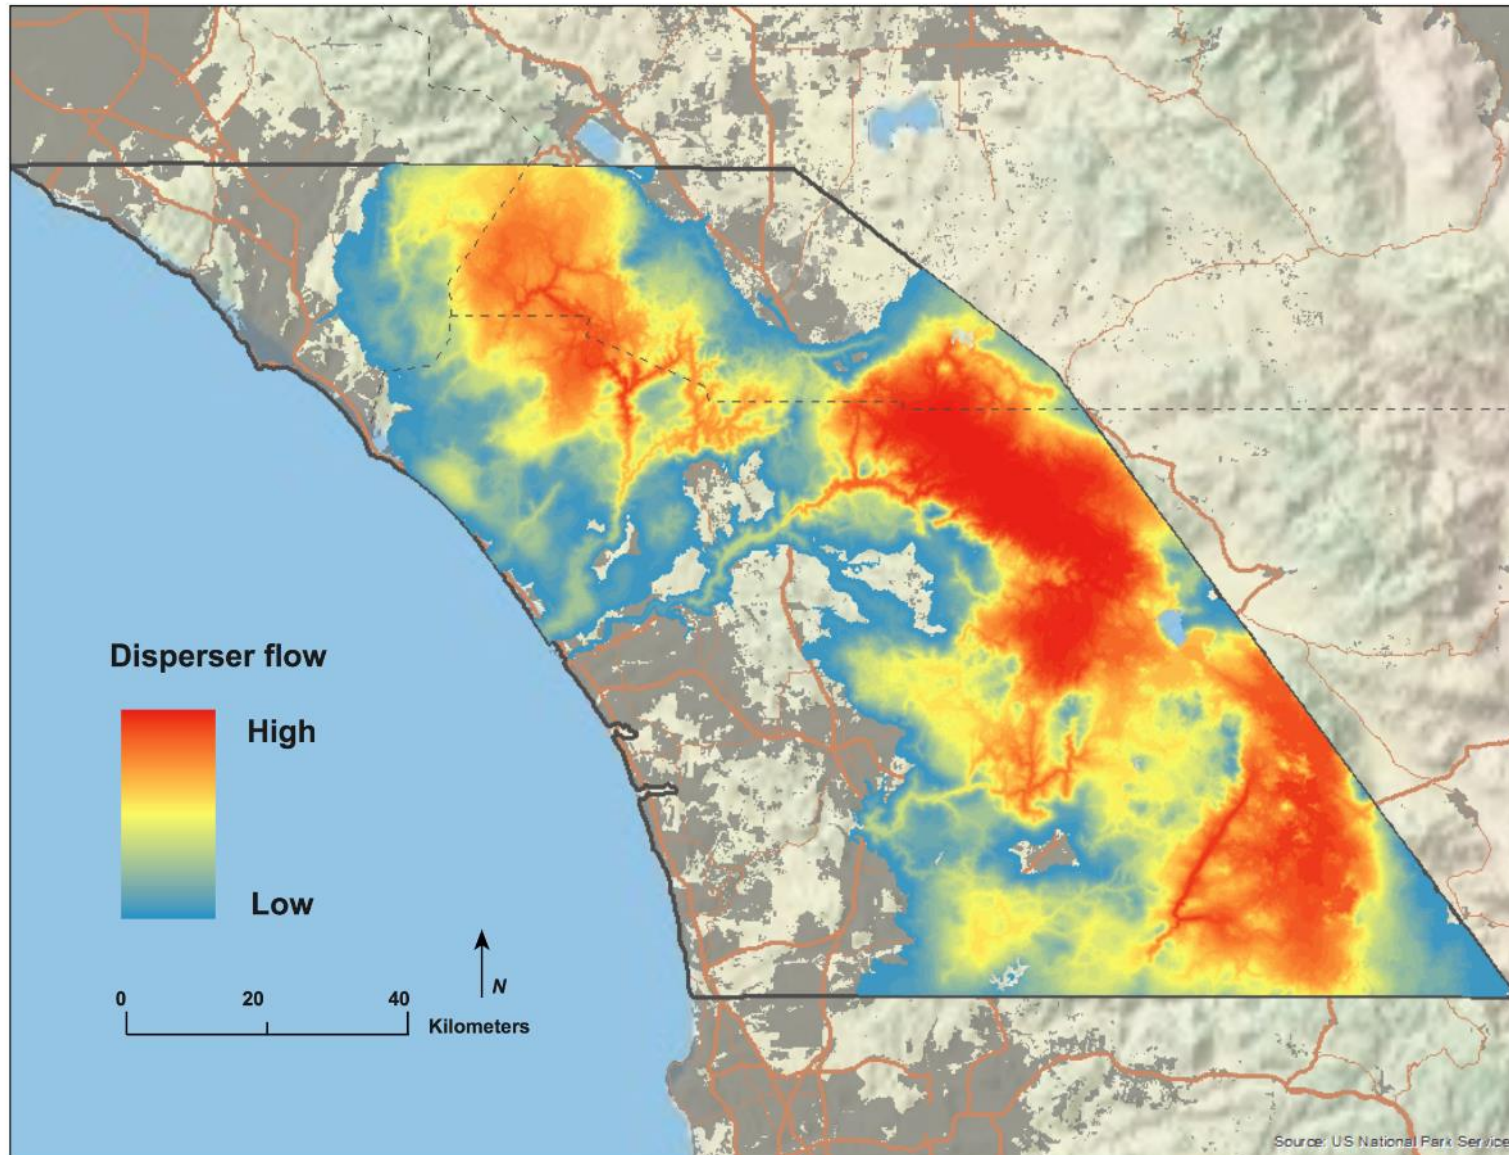 Disperser flow
High
Low
N
0 20 40
Kilometers
Source: US National Park Service